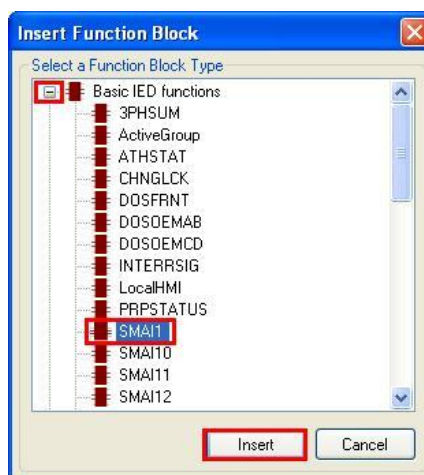 Insert Function Block
Select a Function Block Type
Basic IED functions
3PHSUM
ActiveGroup
ATHSTAT
CHNGLCK
DOSFRNT
DOSOEMAB
DOSOEMCD
INTERRSIG
LocalHMI
PRPSTATUS
SMAI1
SMAI10
SMAI11
SMAI12
Insert
Cancel